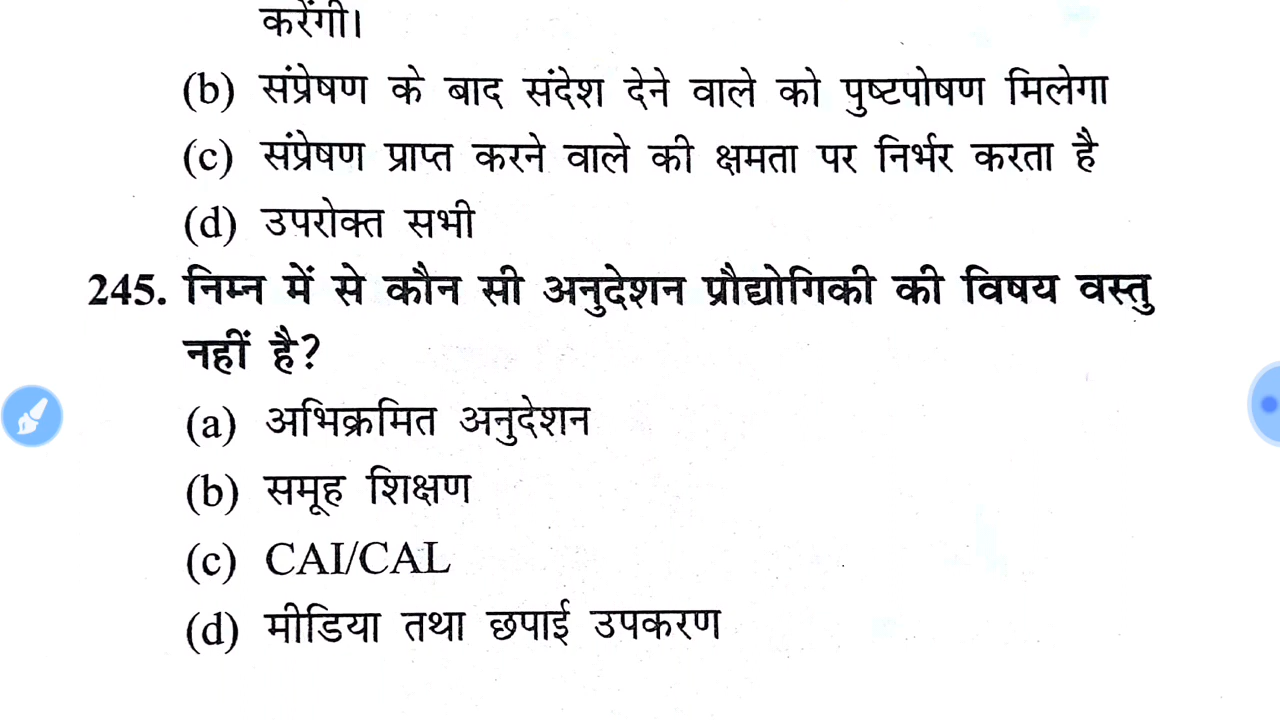 करेंगी।
(b) संप्रेषण के बाद संदेश देने वाले को पुष्टपोषण मिलेगा
(c) संप्रेषण प्राप्त करने वाले की क्षमता पर निर्भर करता है
(d) उपरोक्त सभी
245. निम्न में से कौन सी अनुदेशन प्रौद्योगिकी की विषय वस्तु
नहीं है?
(a) अभिक्रमित अनुदेशन
(b) समूह शिक्षण
(c) CAI/CAL
(d) मीडिया तथा छपाई उपकरण